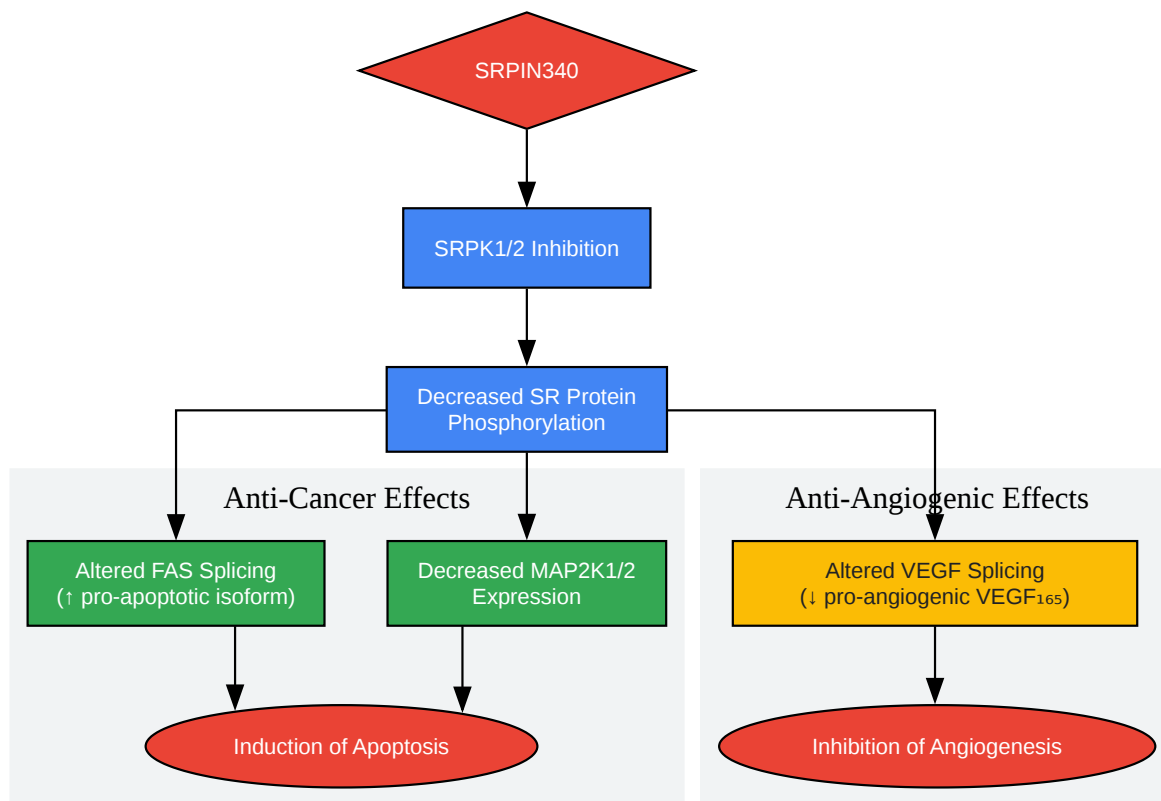 SRPIN340
SRPK1/2 Inhibition
Decreased SR Protein
Phosphorylation
Anti-Cancer Effects
Anti-Angiogenic Effects
Altered FAS Splicing
(↑ pro-apoptotic isoform)
Decreased MAP2K1/2
Expression
Altered VEGF Splicing
(↓ pro-angiogenic VEGF₁₆₅)
Induction of Apoptosis
Inhibition of Angiogenesis